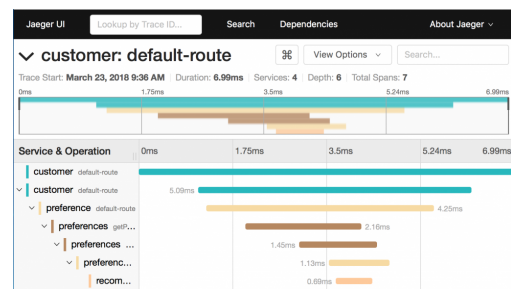 Jaeger UI Lookup by Trace ID... Search Dependencies About Jaeger
customer: default-route ⌘ View Options Search...
Trace Start: March 23, 2018 9:36 AM Duration: 6.99ms Services: 4 Depth: 6 Total Spans: 7
0ms 1.75ms 3.5ms 5.24ms 6.99ms
Service & Operation 0ms 1.75ms 3.5ms 5.24ms 6.99ms
customer default-route
customer default-route 5.09ms
preference default-route 4.25ms
preferences getP... 2.16ms
preferences ... 1.45ms
preferenc... 1.13ms
recom... 0.69ms